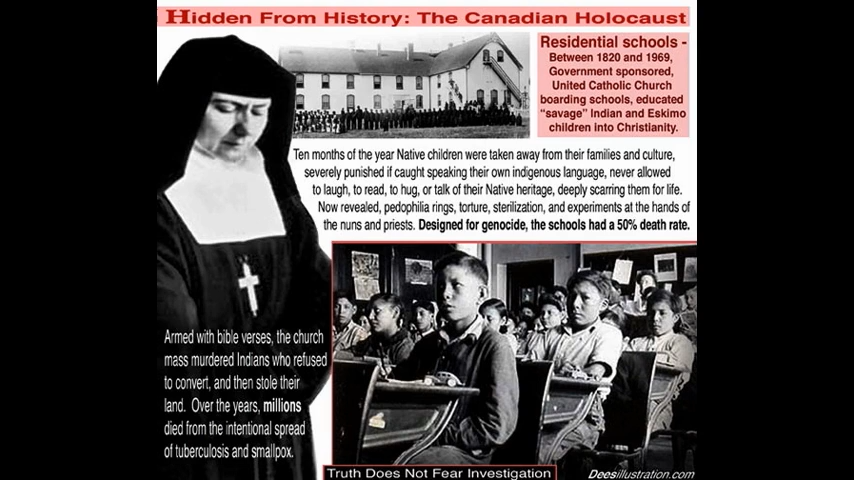 Hidden From History: The Canadian Holocaust
Residential schools -
Between 1820 and 1969,
Government sponsored,
United Catholic Church
boarding schools, educated
“savage” Indian and Eskimo
children into Christianity.
Ten months of the year Native children were taken away from their families and culture,
severely punished if caught speaking their own indigenous language, never allowed
to laugh, to read, to hug, or talk of their Native heritage, deeply scarring them for life.
Now revealed, pedophilia rings, torture, sterilization, and experiments at the hands of
the nuns and priests. Designed for genocide, the schools had a 50% death rate.
Armed with bible verses, the church
mass murdered Indians who refused
to convert, and then stole their
land. Over the years, millions
died from the intentional spread
of tuberculosis and smallpox.
Truth Does Not Fear Investigation
Deesillustration.com